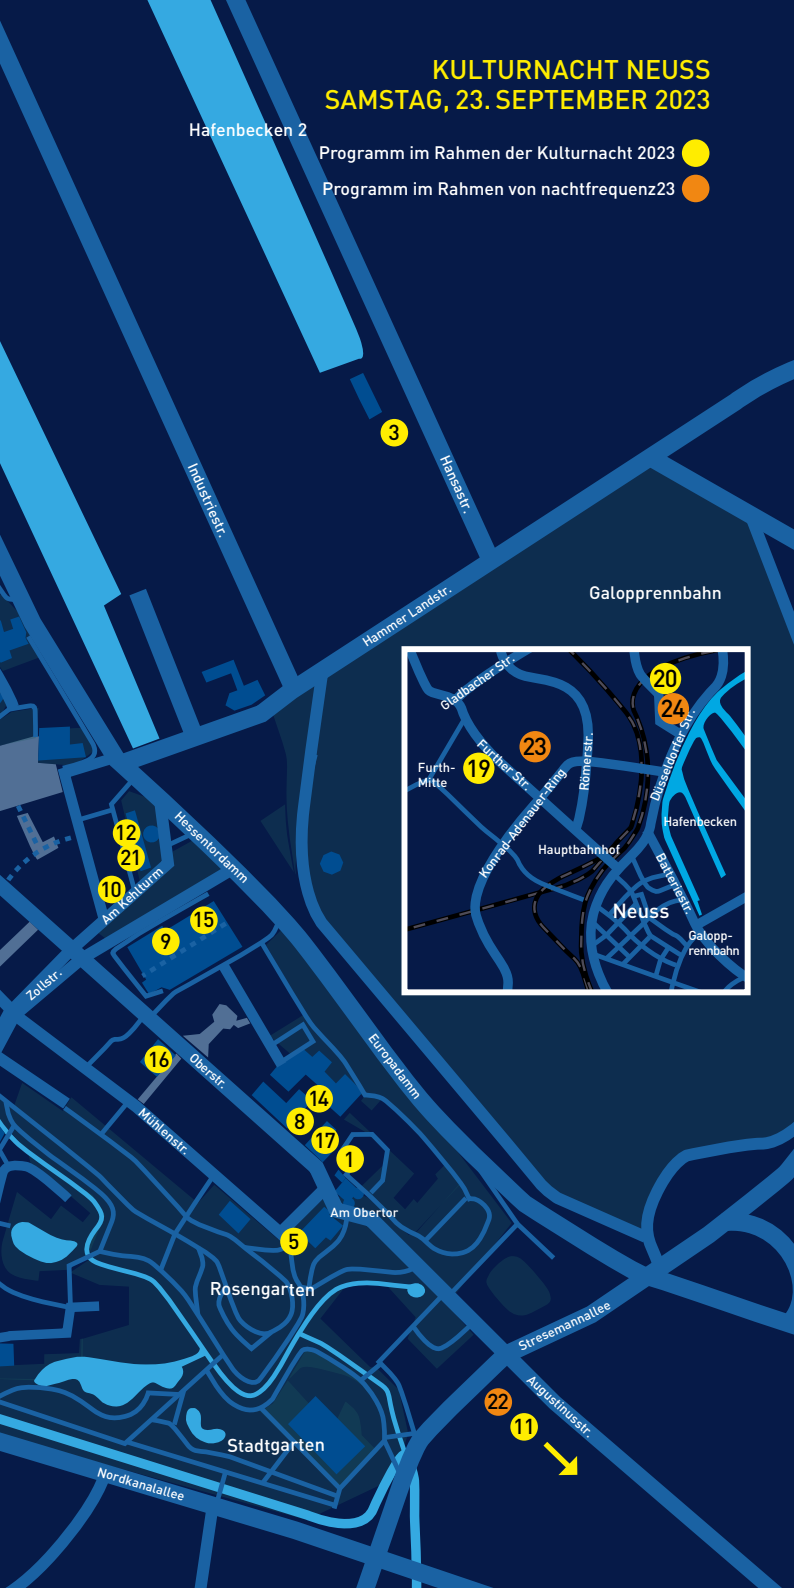 KULTURNACHT NEUSS
SAMSTAG, 23. SEPTEMBER 2023
Hafenbecken 2
Programm im Rahmen der Kulturnacht 2023
Programm im Rahmen von nachtfrequenz23
3
Industriestr.
Hansastr.
Hammer Landstr.
Galopprennbahn
Gladbacher Str.
20
24
23
Further Str.
Römerstr.
Düsseldorfer Str.
Furth-
Mitte
19
Konrad-Adenauer-Ring
Hafenbecken
Hauptbahnhof
Batteriestr.
Neuss
Galopp-
rennbahn
Hessentordamm
12
21
10
Am Kehlturm
15
9
Zollstr.
16
Oberstr.
Europadamm
Mühlenstr.
14
8
17
1
Am Obertor
5
Rosengarten
Stresemannallee
Augustinusstr.
22
11
Stadtgarten
Nordkanalallee